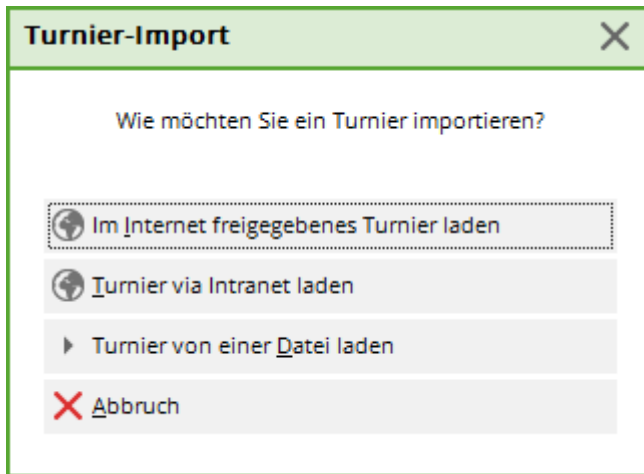 Turnier-Import
Wie möchten Sie ein Turnier importieren?
Im Internet freigegebenes Turnier laden
Turnier via Intranet laden
Turnier von einer Datei laden
Abbruch